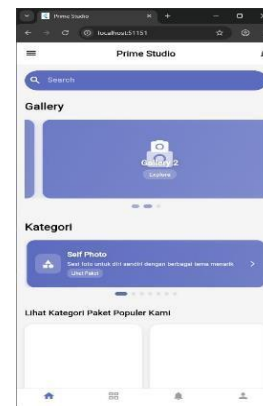 Prime Studio
localhost:51151
Prime Studio
Search
Gallery
Gallery 2
Explore
Kategori
Self Photo
Sesi foto untuk diri sendiri dengan berbagai tema menarik
Lihat Paket
Lihat Kategori Paket Populer Kami